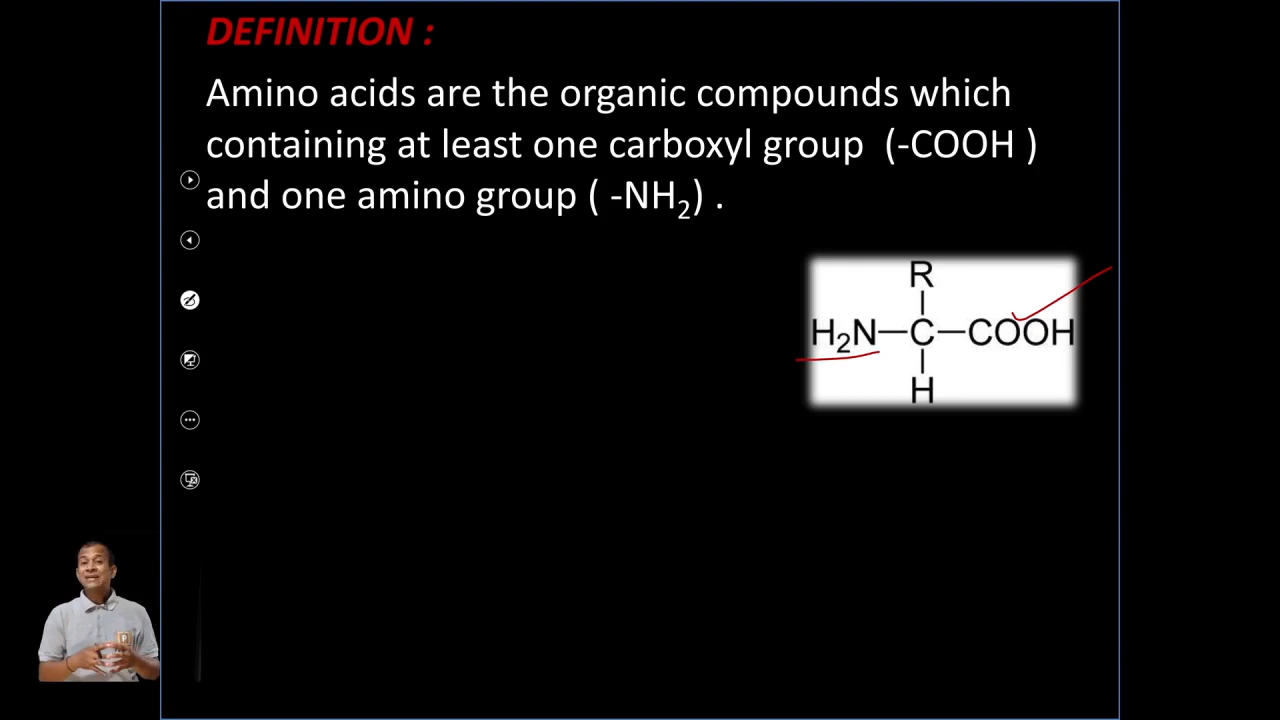 DEFINITION :
Amino acids are the organic compounds which
containing at least one carboxyl group (-COOH )
and one amino group ( -NH₂) .
R
H₂N—C—COOH
H
P